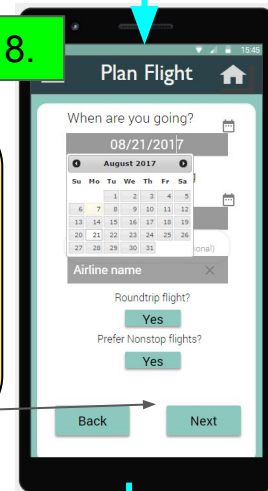 8.
15:45
Plan Flight
When are you going?
08/21/2017
August 2017
Su Mo Tu We Th Fr Sa
1 2 3 4 5
6 7 8 9 10 11 12
13 14 15 16 17 18 19
20 21 22 23 24 25 26
27 28 29 30 31
onal)
Airline name
Roundtrip flight?
Yes
Prefer Nonstop flights?
Yes
Back Next